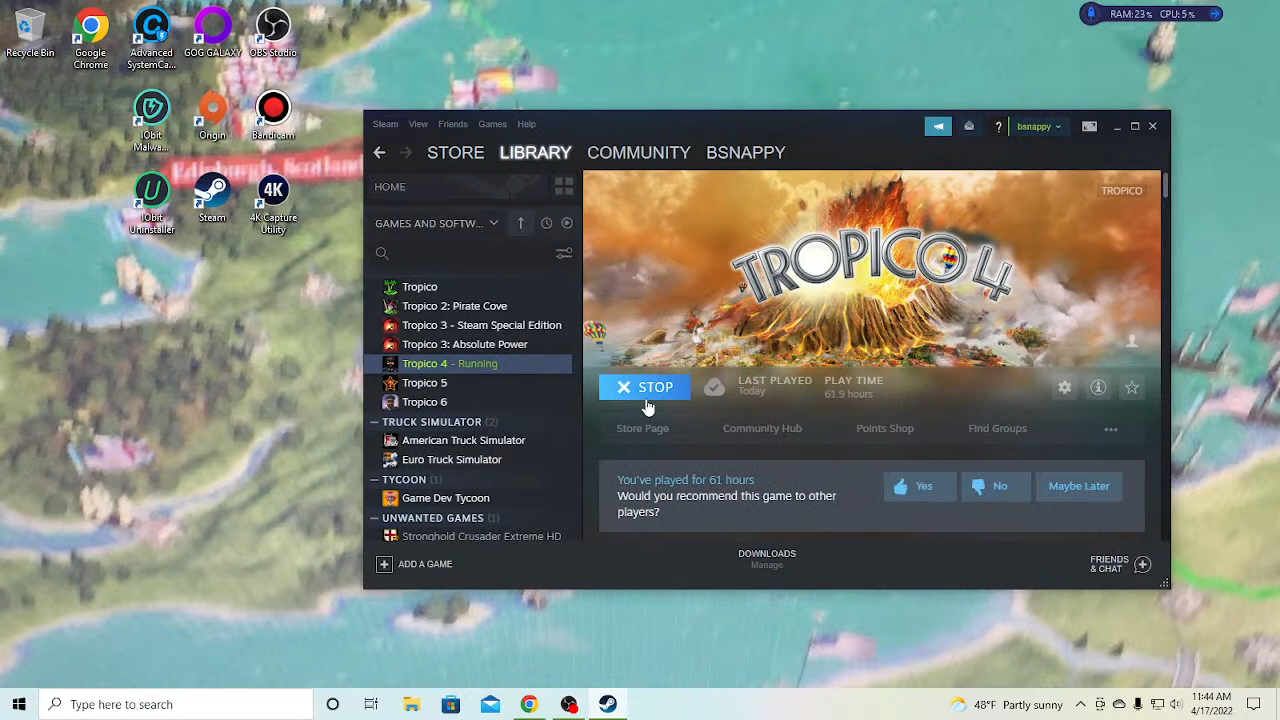 Recycle Bin
Google Chrome
Advanced SystemCa...
GOG GALAXY
OBS Studio
RAM:23% CPU: 5%
IObit Malwa...
Origin
Bandicam
Edinburgh, Scotland
IObit Uninstaller
Steam
4K Capture Utility
Steam View Friends Games Help
bsnappy
STORE LIBRARY COMMUNITY BSNAPPY
HOME
GAMES AND SOFTW...
Tropico
Tropico 2: Pirate Cove
Tropico 3 - Steam Special Edition
Tropico 3: Absolute Power
Tropico 4 - Running
Tropico 5
Tropico 6
TRUCK SIMULATOR (2)
American Truck Simulator
Euro Truck Simulator
TYCOON (1)
Game Dev Tycoon
UNWANTED GAMES (1)
Stronghold Crusader Extreme HD
TROPICO
TROPICO 4
STOP
LAST PLAYED
Today
PLAY TIME
61.9 hours
Store Page Community Hub Points Shop Find Groups
You've played for 61 hours
Would you recommend this game to other
players?
Yes No Maybe Later
ADD A GAME
DOWNLOADS
Manage
FRIENDS
& CHAT
Type here to search
48°F Partly sunny
11:44 AM
4/17/2022